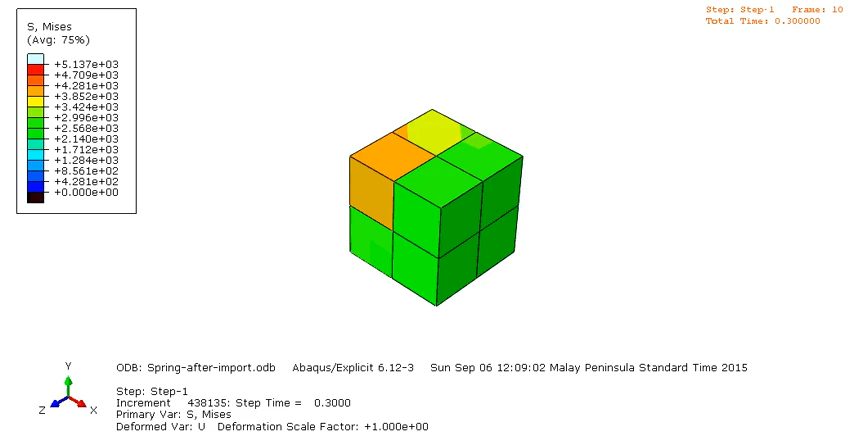 Step: Step-1 Frame: 10
Total Time: 0.300000
S, Mises
(Avg: 75%)
+5.137e+03
+4.709e+03
+4.281e+03
+3.852e+03
+3.424e+03
+2.996e+03
+2.568e+03
+2.140e+03
+1.712e+03
+1.284e+03
+8.561e+02
+4.281e+02
+0.000e+00
Y
Z
X
ODB: Spring-after-import.odb Abaqus/Explicit 6.12-3 Sun Sep 06 12:09:02 Malay Peninsula Standard Time 2015
Step: Step-1
Increment 438135: Step Time = 0.3000
Primary Var: S, Mises
Deformed Var: U Deformation Scale Factor: +1.000e+00